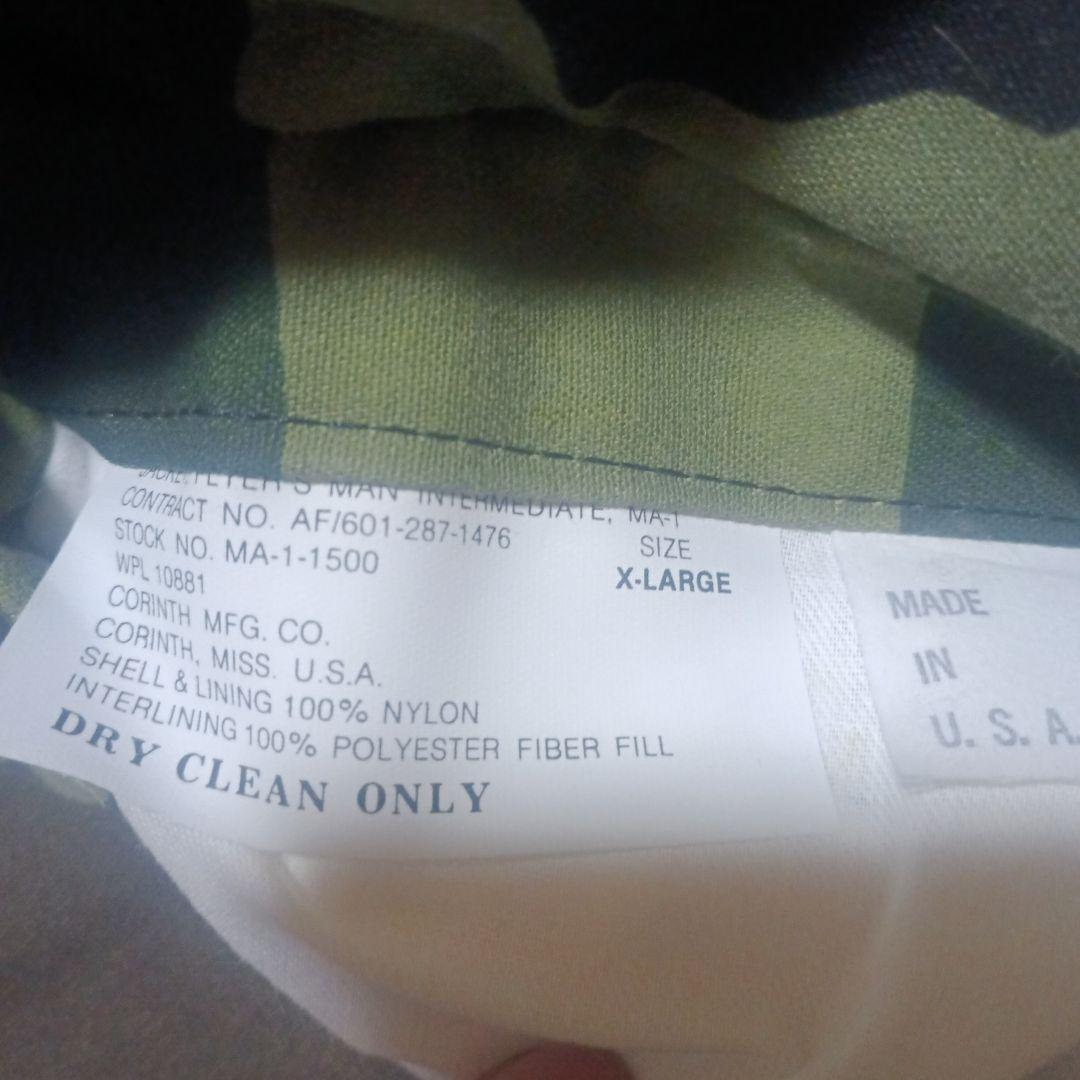 S MAN INTERMEDIATE, MA-1
CONTRACT NO. AF/601-287-1476
STOCK NO. MA-1-1500
SIZE
X-LARGE
WPL 10881
CORINTH MFG. CO.
CORINTH, MISS. U.S.A.
SHELL & LINING 100% NYLON
INTERLINING 100% POLYESTER FIBER FILL
DRY CLEAN ONLY
MADE
IN
U. S. A.